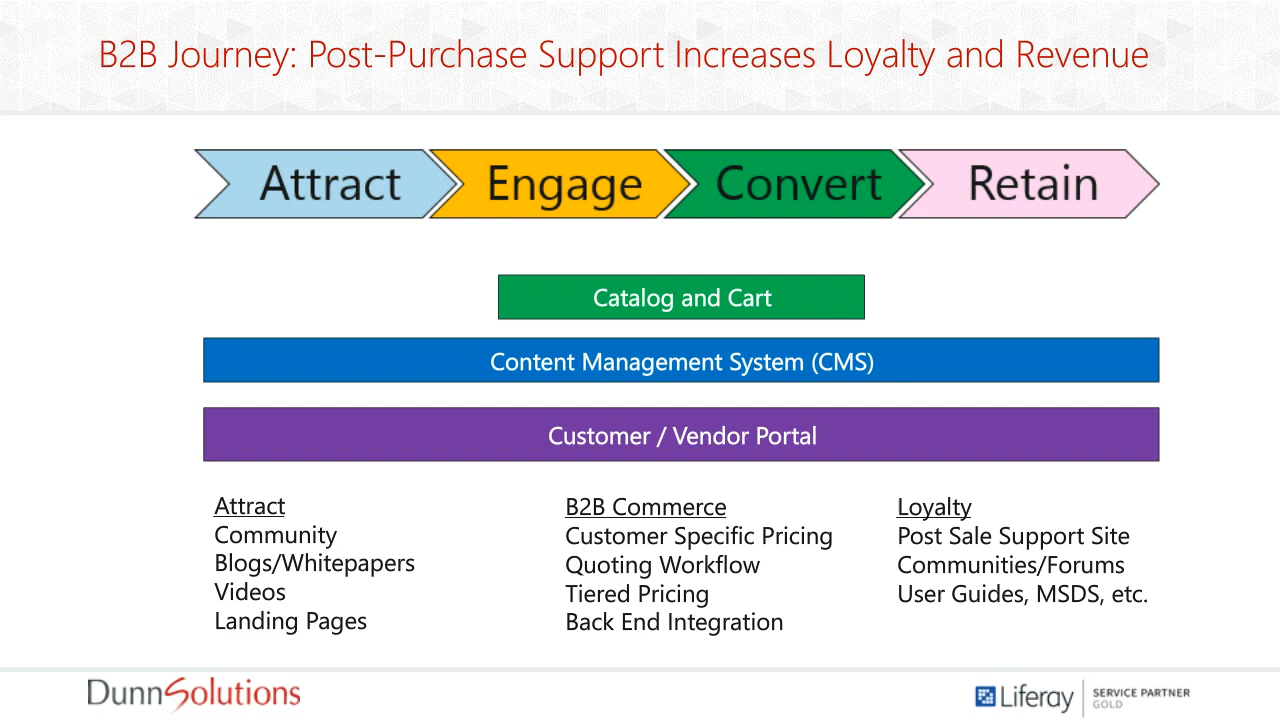 B2B Journey: Post-Purchase Support Increases Loyalty and Revenue
Attract
Engage
Convert
Retain
Catalog and Cart
Content Management System (CMS)
Customer / Vendor Portal
Attract
Community
Blogs/Whitepapers
Videos
Landing Pages
B2B Commerce
Customer Specific Pricing
Quoting Workflow
Tiered Pricing
Back End Integration
Loyalty
Post Sale Support Site
Communities/Forums
User Guides, MSDS, etc.
DunnSolutions
Liferay
SERVICE PARTNER
GOLD